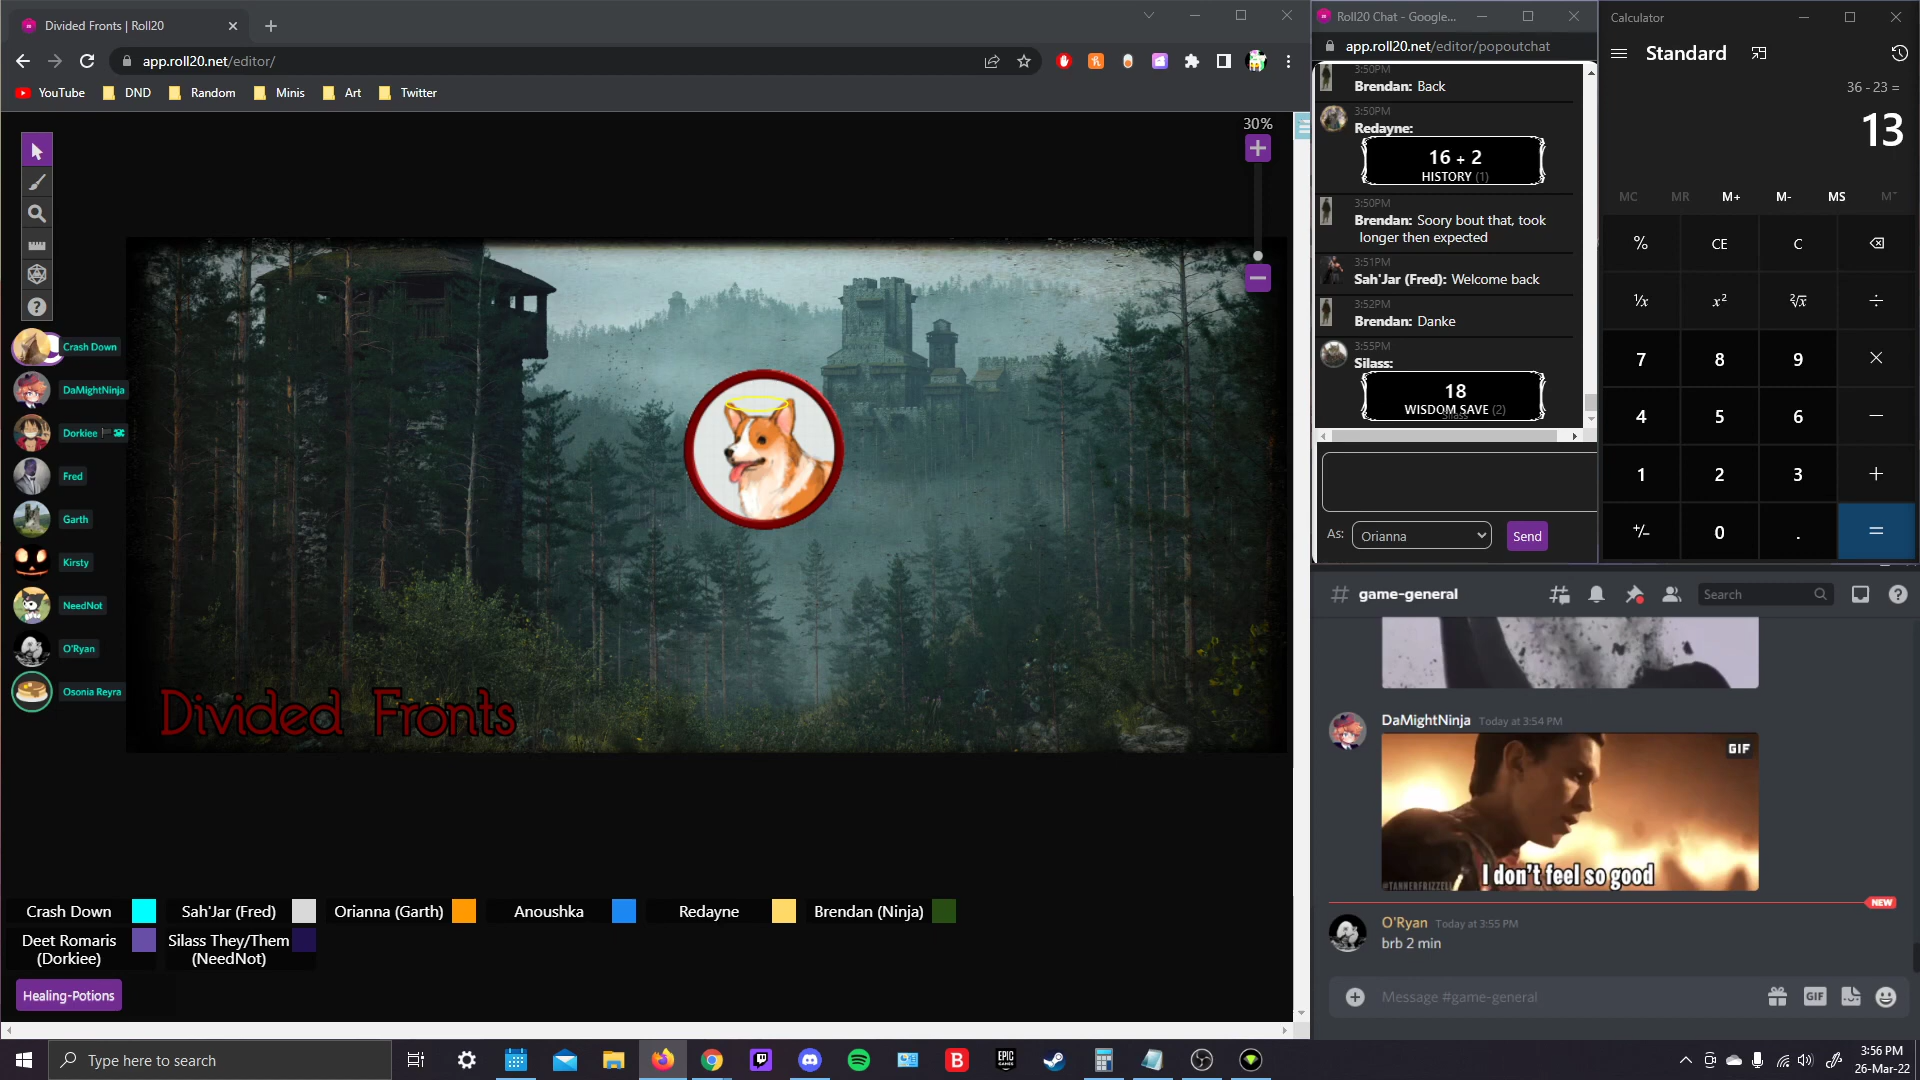 Divided Fronts | Roll20
app.roll20.net/editor/
YouTube
DND
Random
Minis
Art
Twitter
30%
Crash Down
DaMightNinja
Dorkiee
Fred
Garth
Kirsty
NeedNot
O'Ryan
Osonia Reyra
Divided Fronts
Crash Down
Sah'Jar (Fred)
Orianna (Garth)
Anoushka
Redayne
Brendan (Ninja)
Deet Romaris
(Dorkiee)
Silass They/Them
(NeedNot)
Healing-Potions
Roll20 Chat - Google...
app.roll20.net/editor/popoutchat
3:50PM
Brendan: Back
3:50PM
Redayne:
16 + 2
HISTORY (1)
3:50PM
Brendan: Soory bout that, took
longer then expected
3:51PM
Sah'Jar (Fred): Welcome back
3:52PM
Brendan: Danke
3:55PM
Silass:
18
WISDOM SAVE (2)
Silass
As:
Orianna
Send
Calculator
Standard
36 - 23 =
13
MC
MR
M+
M-
MS
M˅
%
CE
C
⅟x
x²
²√x
÷
7
8
9
×
4
5
6
−
1
2
3
+
+/-
0
.
=
# game-general
Search
DaMightNinja Today at 3:54 PM
GIF
I don't feel so good
@TANNERFRIZZELL
NEW
O'Ryan Today at 3:55 PM
brb 2 min
Message #game-general
GIF
Type here to search
EPIC
GAMES
3:56 PM
26-Mar-22